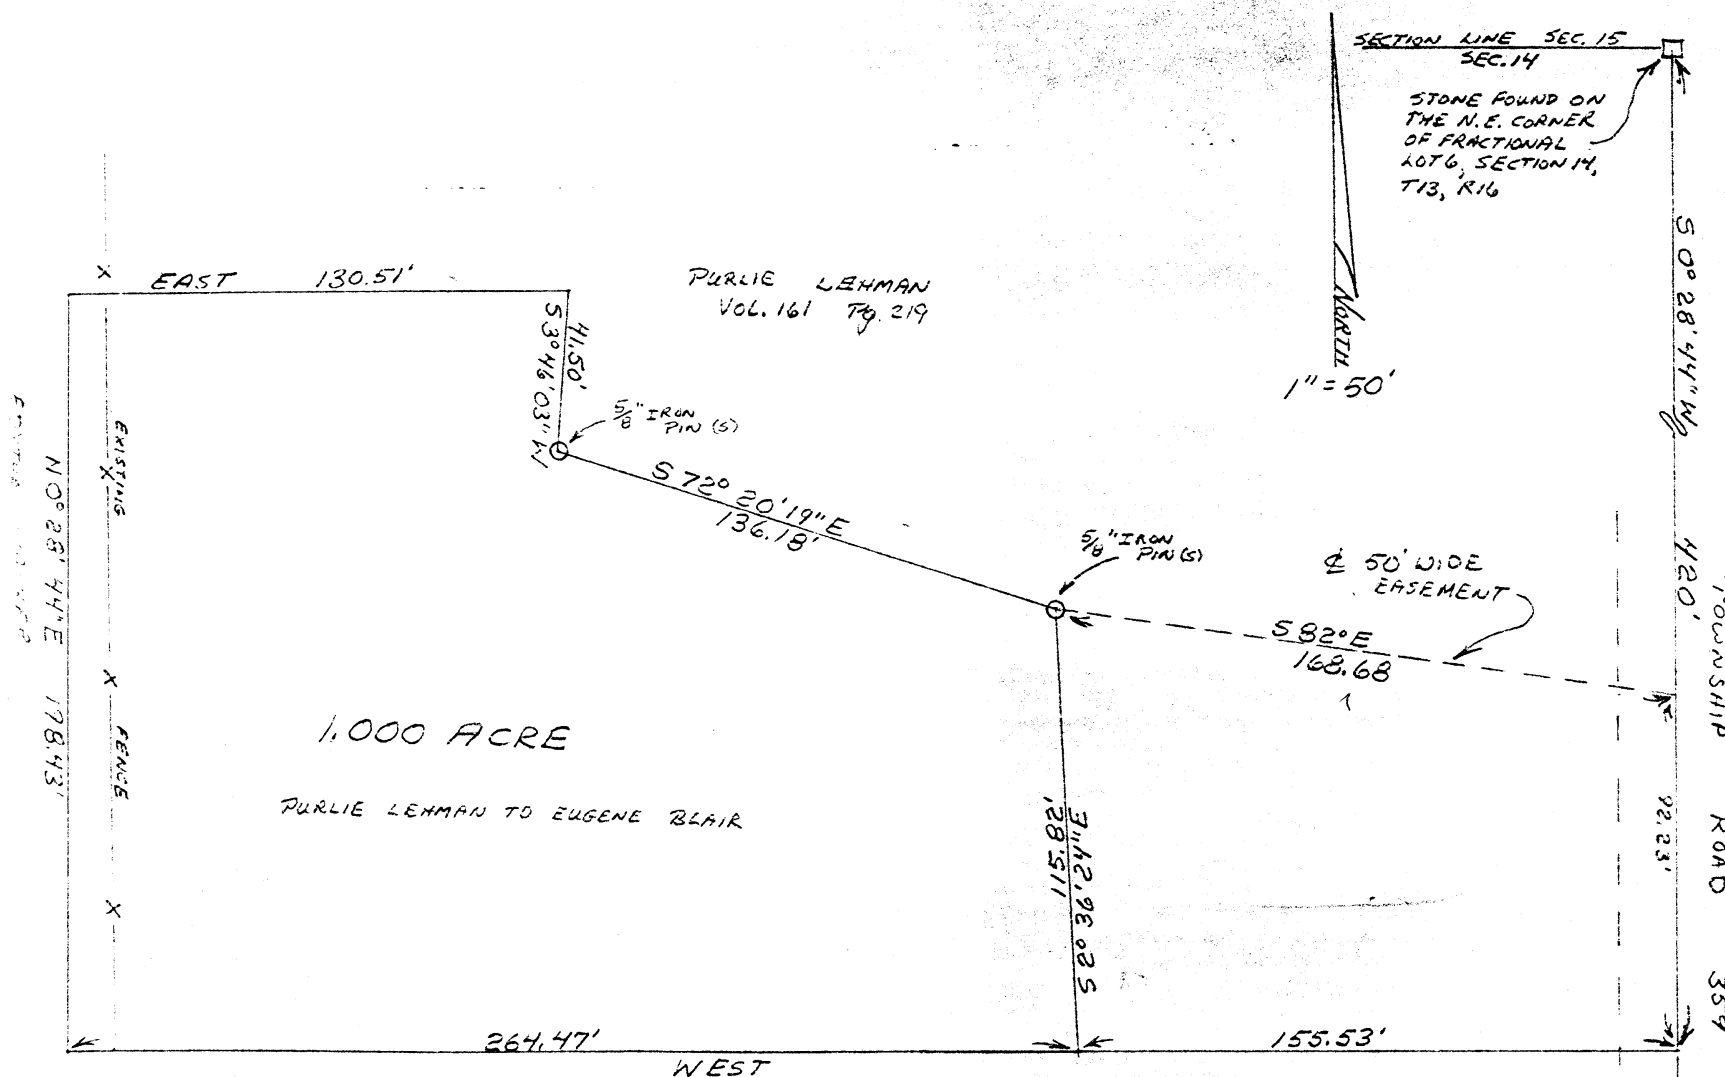 SECTION LINE SEC. 15
SEC. 14
STONE FOUND ON
THE N.E. CORNER
OF FRACTIONAL
LOT 6, SECTION 14,
T13, R16
S 0° 28' 44" W
420'
TOWNSHIP ROAD 354
NORTH
1" = 50'
EAST 130.51'
PURLIE LEHMAN
VOL. 161 Pg. 219
41.50'
S 3° 46' 03" W
5/8" IRON
PIN (S)
S 72° 20' 19" E
136.18'
5/8" IRON
PIN (S)
℄ 50' WIDE
EASEMENT
S 82° E
168.68
92.23'
EXISTING FENCE
N 0° 28' 44" E 178.43'
1.000 ACRE
PURLIE LEHMAN TO EUGENE BLAIR
115.82'
S 2° 36' 24" E
264.47'
155.53'
WEST